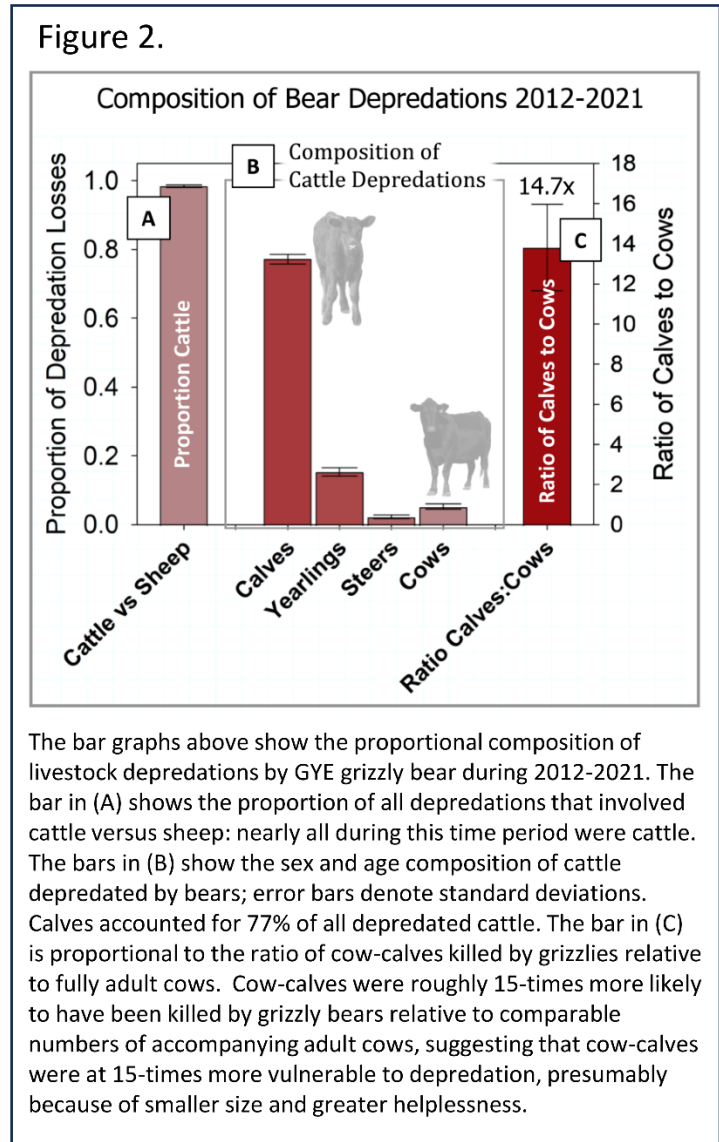 Figure 2.
Composition of Bear Depredations 2012-2021
Proportion of Depredation Losses
1.0
0.8
0.6
0.4
0.2
0.0
A
Proportion Cattle
B
Composition of
Cattle Depredations
14.7x
C
Ratio of Calves to Cows
18
16
14
12
10
8
6
4
2
0
Ratio of Calves to Cows
Cattle vs Sheep
Calves
Yearlings
Steers
Cows
Ratio Calves:Cows
The bar graphs above show the proportional composition of
livestock depredations by GYE grizzly bear during 2012-2021. The
bar in (A) shows the proportion of all depredations that involved
cattle versus sheep: nearly all during this time period were cattle.
The bars in (B) show the sex and age composition of cattle
depredated by bears; error bars denote standard deviations.
Calves accounted for 77% of all depredated cattle. The bar in (C)
is proportional to the ratio of cow-calves killed by grizzlies relative
to fully adult cows.  Cow-calves were roughly 15-times more likely
to have been killed by grizzly bears relative to comparable
numbers of accompanying adult cows, suggesting that cow-calves
were at 15-times more vulnerable to depredation, presumably
because of smaller size and greater helplessness.